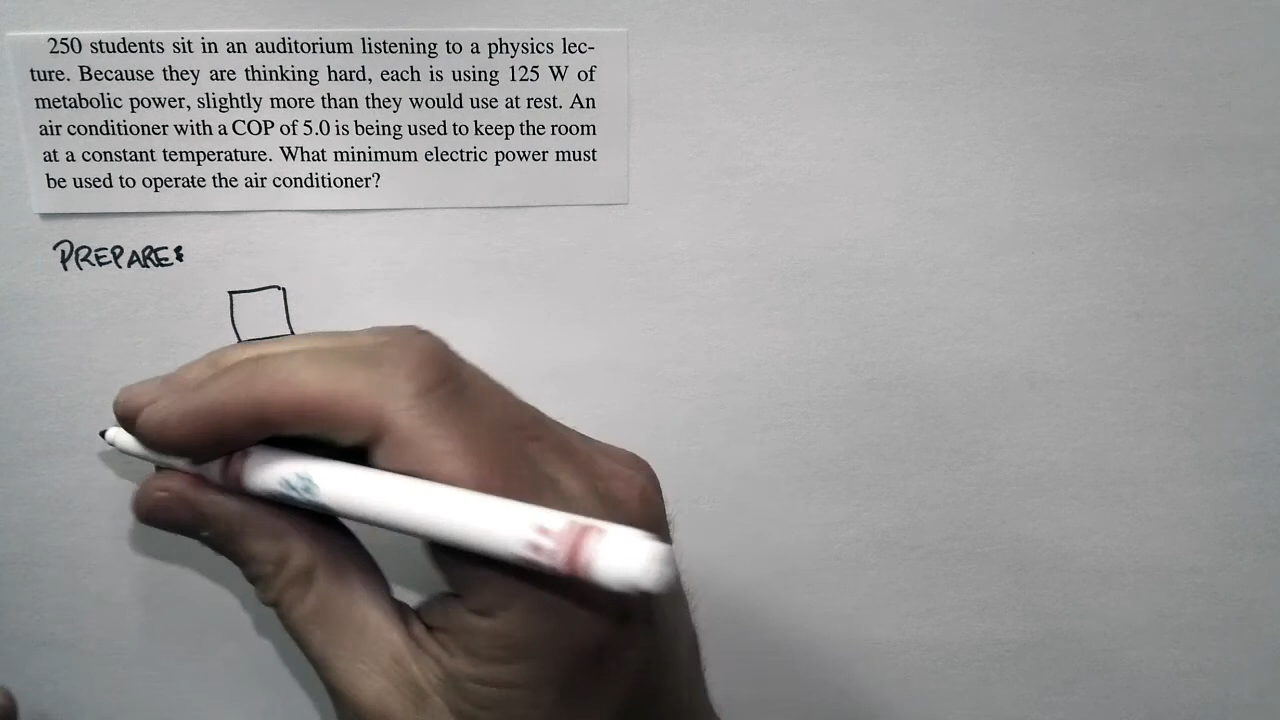 250 students sit in an auditorium listening to a physics lec-
ture. Because they are thinking hard, each is using 125 W of
metabolic power, slightly more than they would use at rest. An
air conditioner with a COP of 5.0 is being used to keep the room
at a constant temperature. What minimum electric power must
be used to operate the air conditioner?
PREPARE: